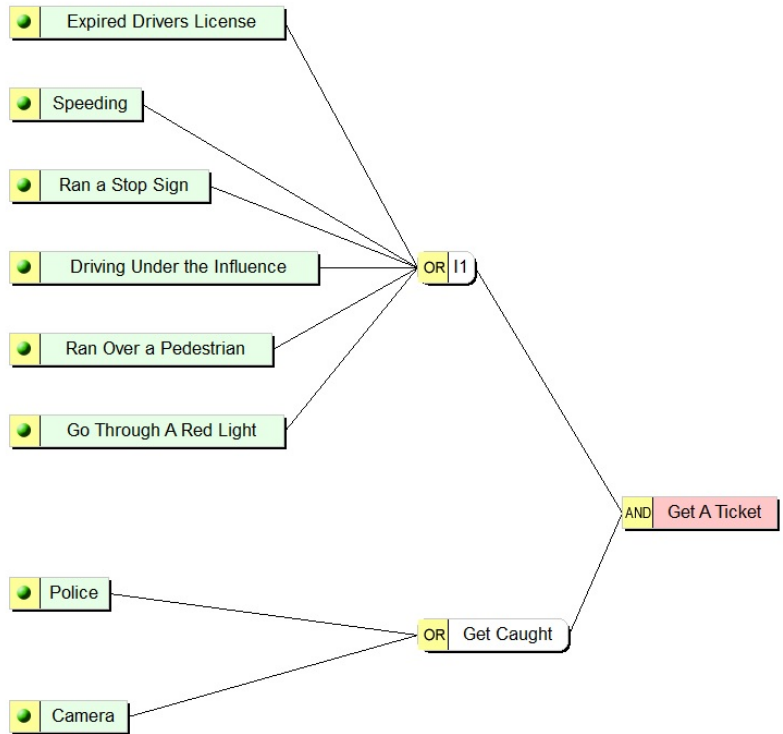 Expired Drivers License
Speeding
Ran a Stop Sign
Driving Under the Influence
OR I1
Ran Over a Pedestrian
Go Through A Red Light
AND Get A Ticket
Police
OR Get Caught
Camera